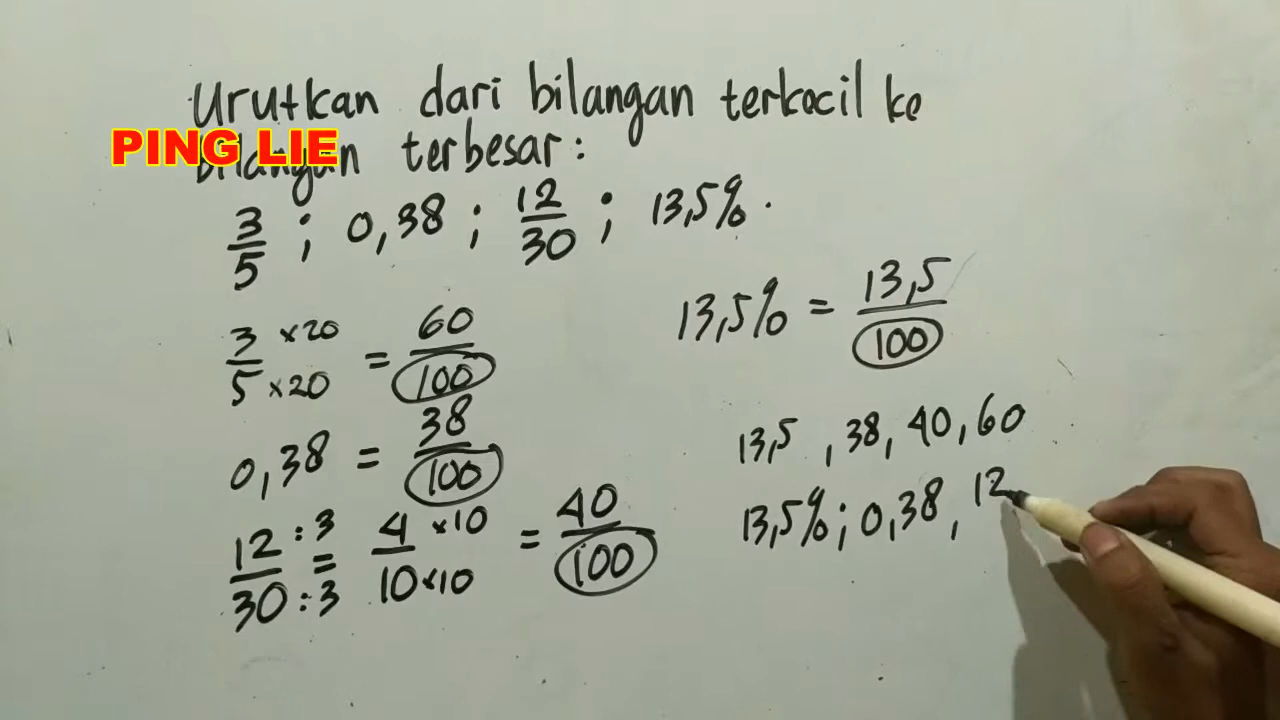 Urutkan dari bilangan terkecil ke
PING LIE
bilangan terbesar :
3/5 ; 0,38 ; 12/30 ; 13,5% .
3/5 ×20 ×20 = 60/100
13,5% = 13,5/100
0,38 = 38/100
12/30 :3 :3 = 4/10 ×10 ×10 = 40/100
13,5 , 38, 40, 60
13,5% ; 0,38 , 12